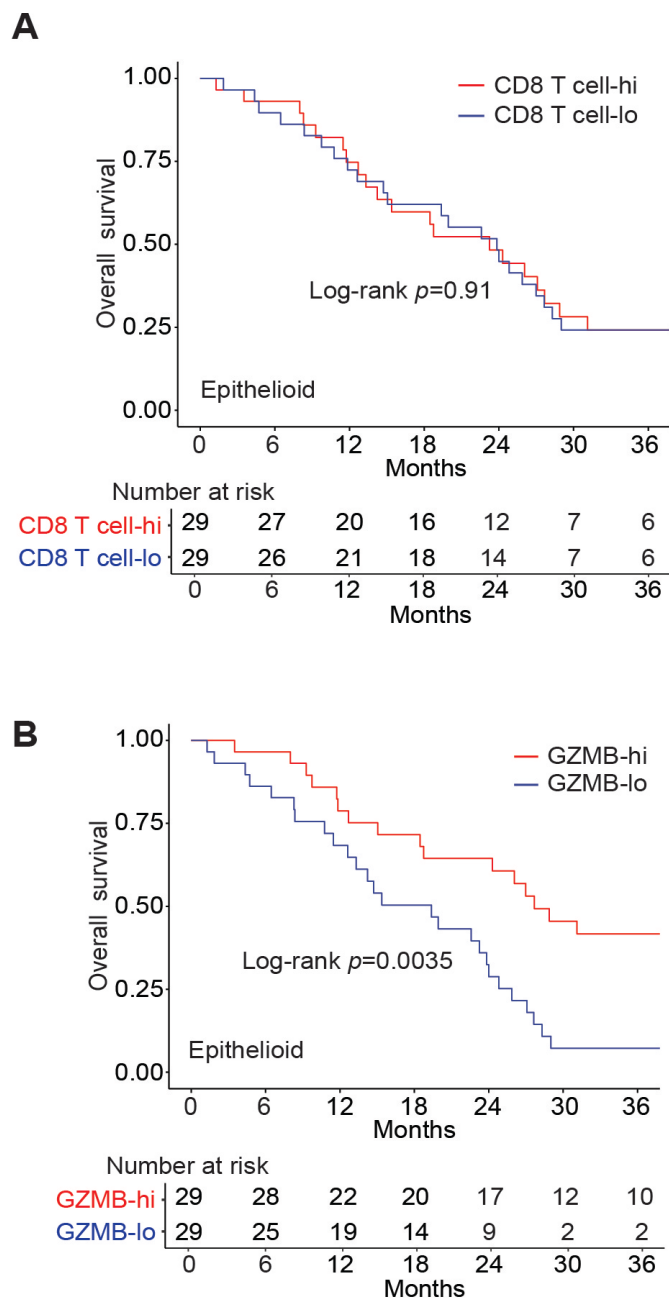 A
1.00
0.75
0.50
0.25
0.00
Overall survival
CD8 T cell-hi
CD8 T cell-lo
Log-rank p=0.91
Epithelioid
0 6 12 18 24 30 36
Months
Number at risk
CD8 T cell-hi 29 27 20 16 12 7 6
CD8 T cell-lo 29 26 21 18 14 7 6
0 6 12 18 24 30 36
Months
B
1.00
0.75
0.50
0.25
0.00
Overall survival
GZMB-hi
GZMB-lo
Log-rank p=0.0035
Epithelioid
0 6 12 18 24 30 36
Months
Number at risk
GZMB-hi 29 28 22 20 17 12 10
GZMB-lo 29 25 19 14 9 2 2
0 6 12 18 24 30 36
Months